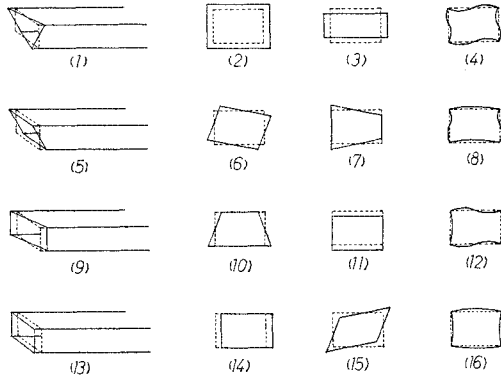 (1) (2) (3) (4)
(5) (6) (7) (8)
(9) (10) (11) (12)
(13) (14) (15) (16)